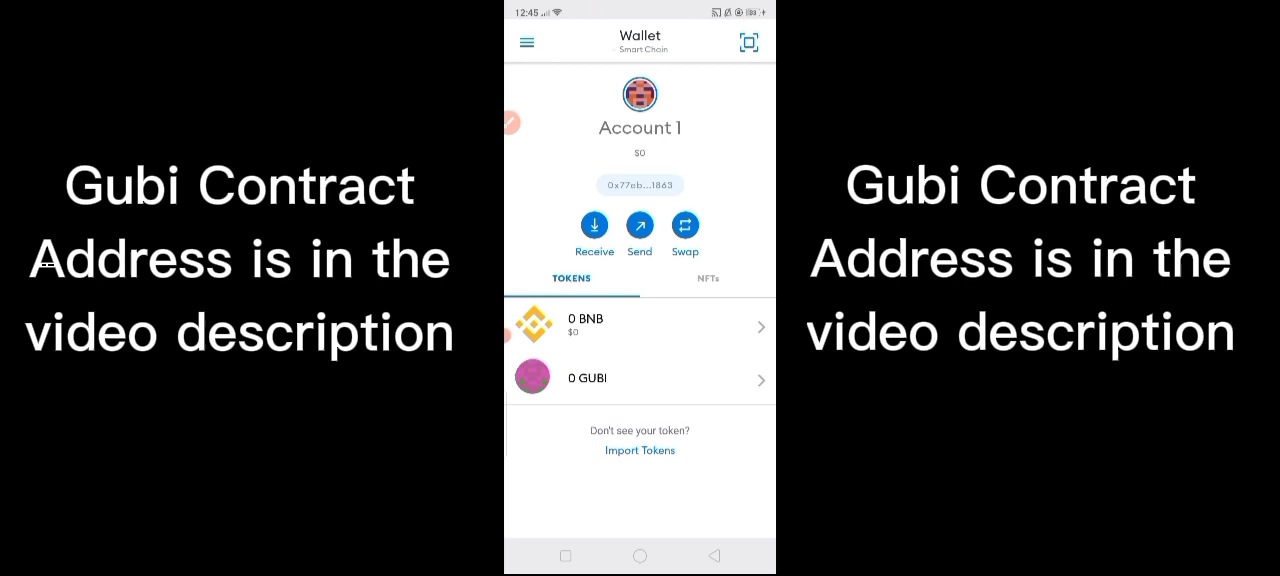 12:45
Wallet
Smart Chain
Account 1
$0
0x77eb...1863
Receive Send Swap
TOKENS NFTs
0 BNB
$0
0 GUBI
Don't see your token?
Import Tokens
Gubi Contract
Address is in the
video description
Gubi Contract
Address is in the
video description